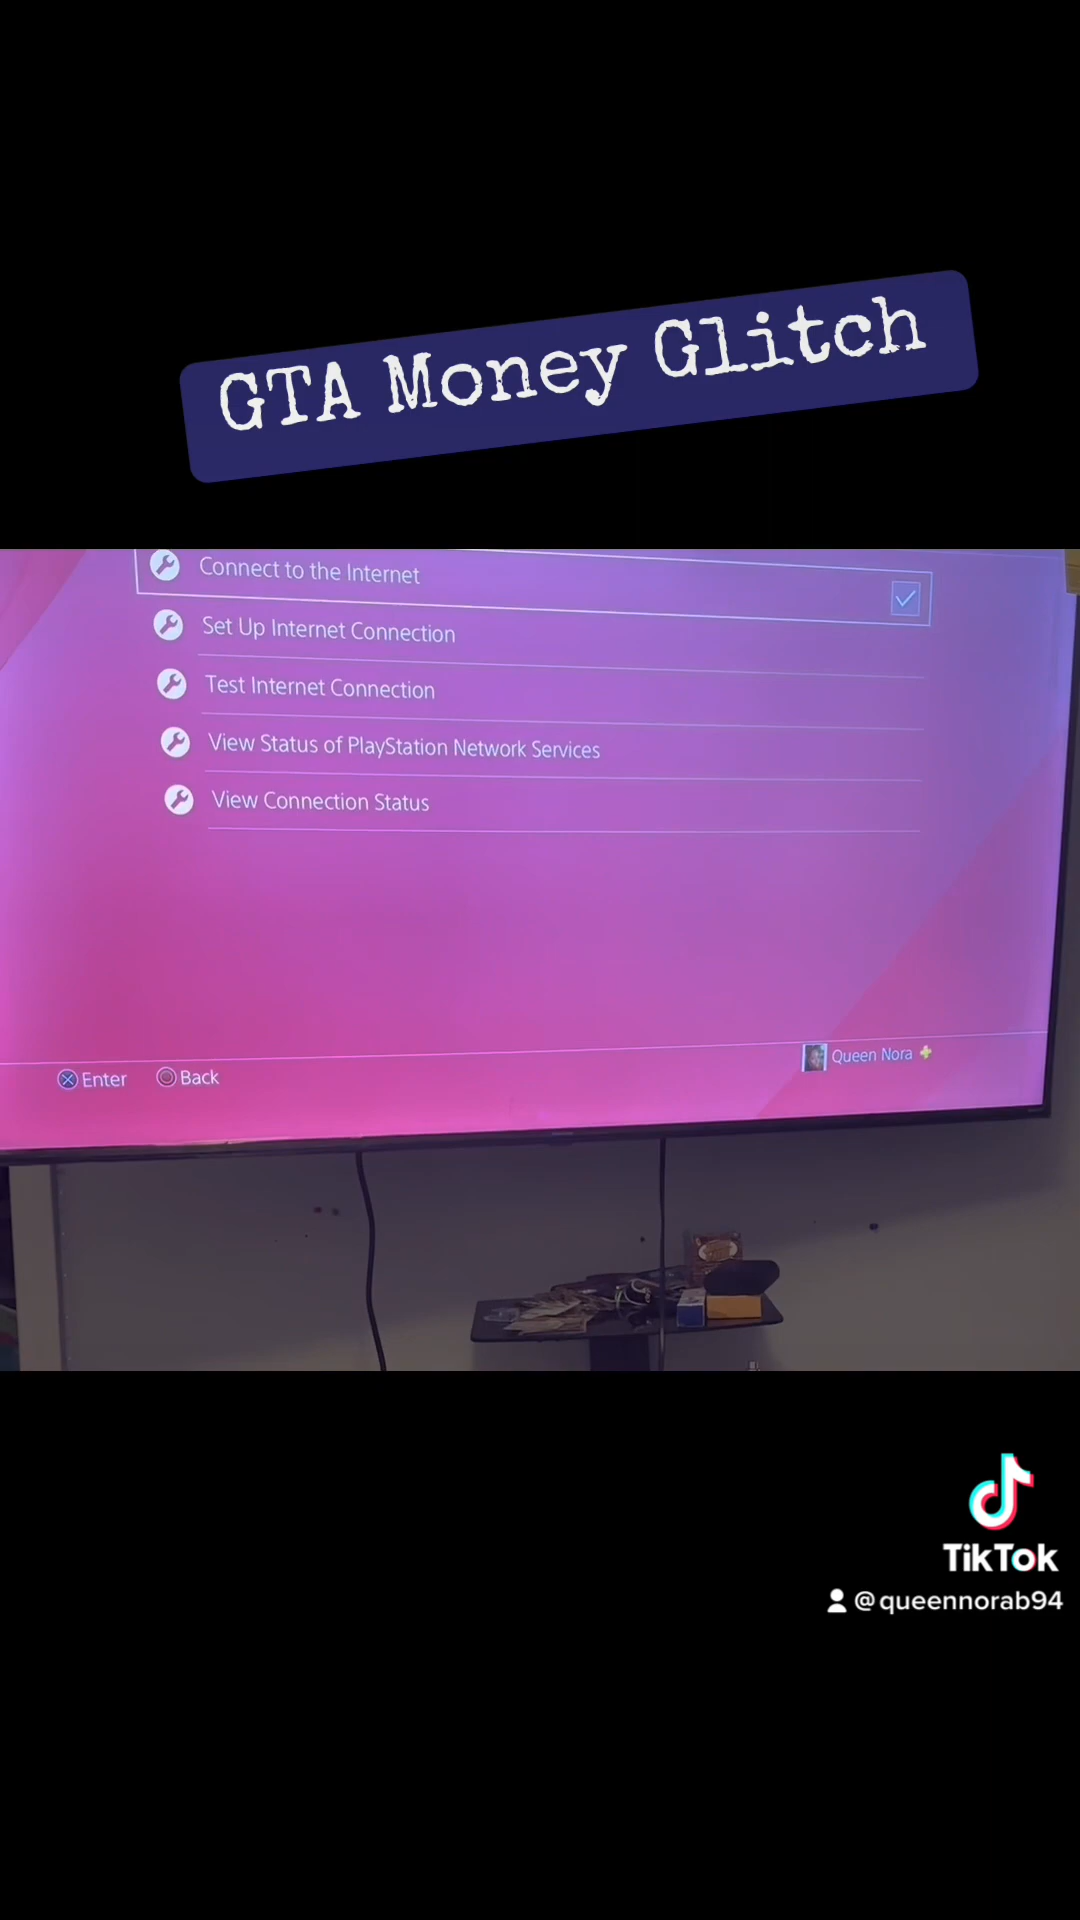 GTA Money Glitch
Connect to the Internet
Set Up Internet Connection
Test Internet Connection
View Status of PlayStation Network Services
View Connection Status
Queen Nora
Enter Back
TikTok
@queennorab94